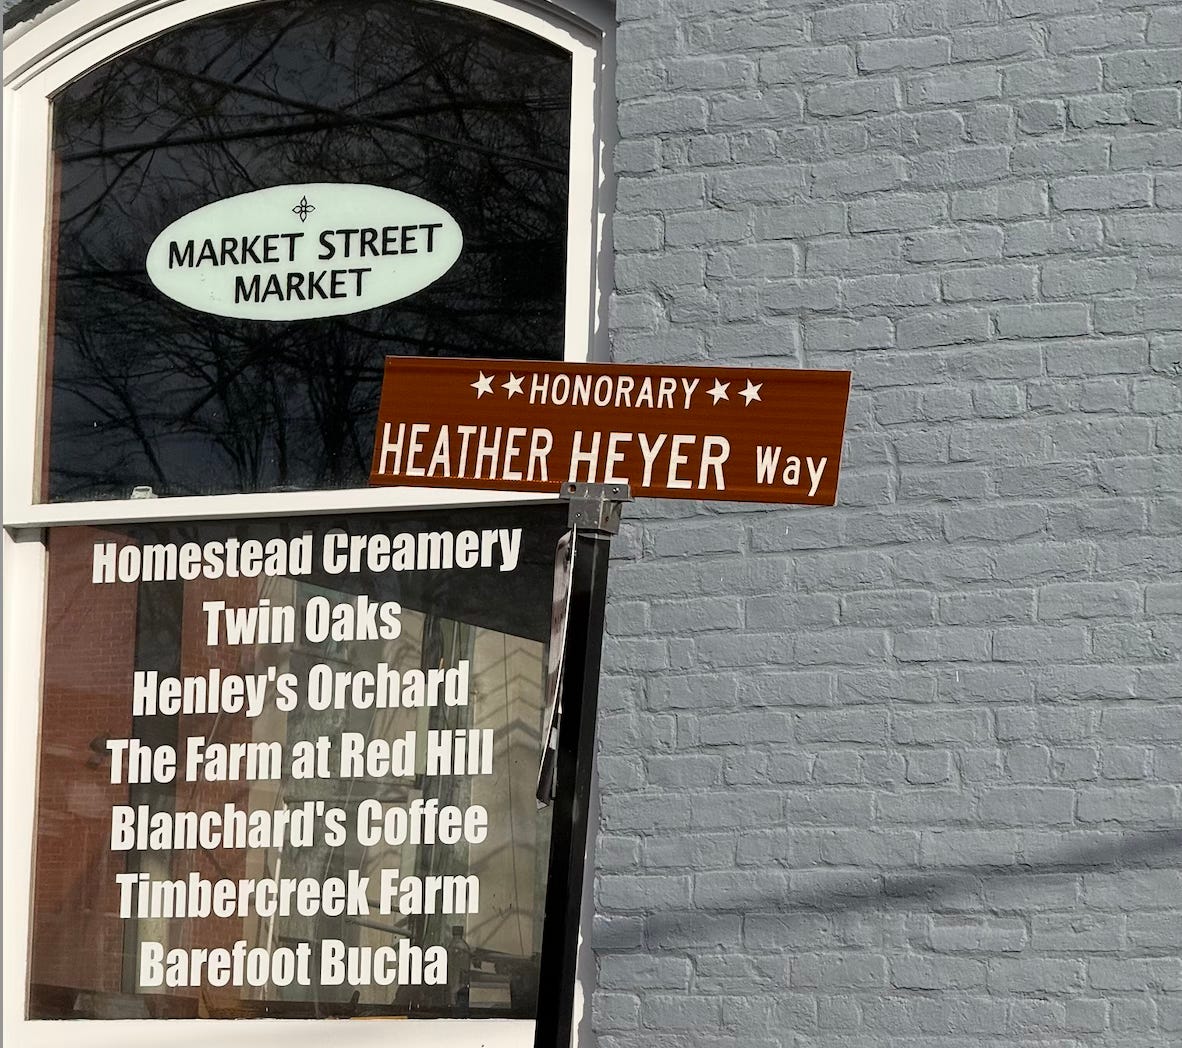 MARKET STREET
MARKET
★★HONORARY★★
HEATHER HEYER Way
Homestead Creamery
Twin Oaks
Henley's Orchard
The Farm at Red Hill
Blanchard's Coffee
Timbercreek Farm
Barefoot Bucha